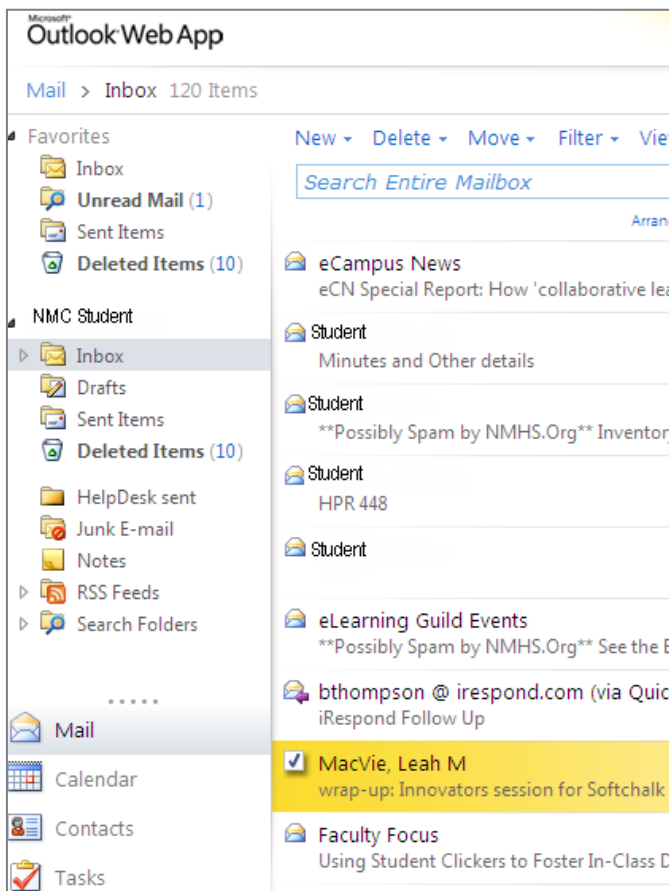 Microsoft®
Outlook Web App
Mail > Inbox 120 Items
Favorites
Inbox
Unread Mail (1)
Sent Items
Deleted Items (10)
NMC Student
Inbox
Drafts
Sent Items
Deleted Items (10)
HelpDesk sent
Junk E-mail
Notes
RSS Feeds
Search Folders
Mail
Calendar
Contacts
Tasks
New Delete Move Filter Vie
Search Entire Mailbox
Arran
eCampus News
eCN Special Report: How 'collaborative lea
Student
Minutes and Other details
Student
**Possibly Spam by NMHS.Org** Inventory
Student
HPR 448
Student
eLearning Guild Events
**Possibly Spam by NMHS.Org** See the E
bthompson @ irespond.com (via Quic
iRespond Follow Up
MacVie, Leah M
wrap-up: Innovators session for Softchalk
Faculty Focus
Using Student Clickers to Foster In-Class D